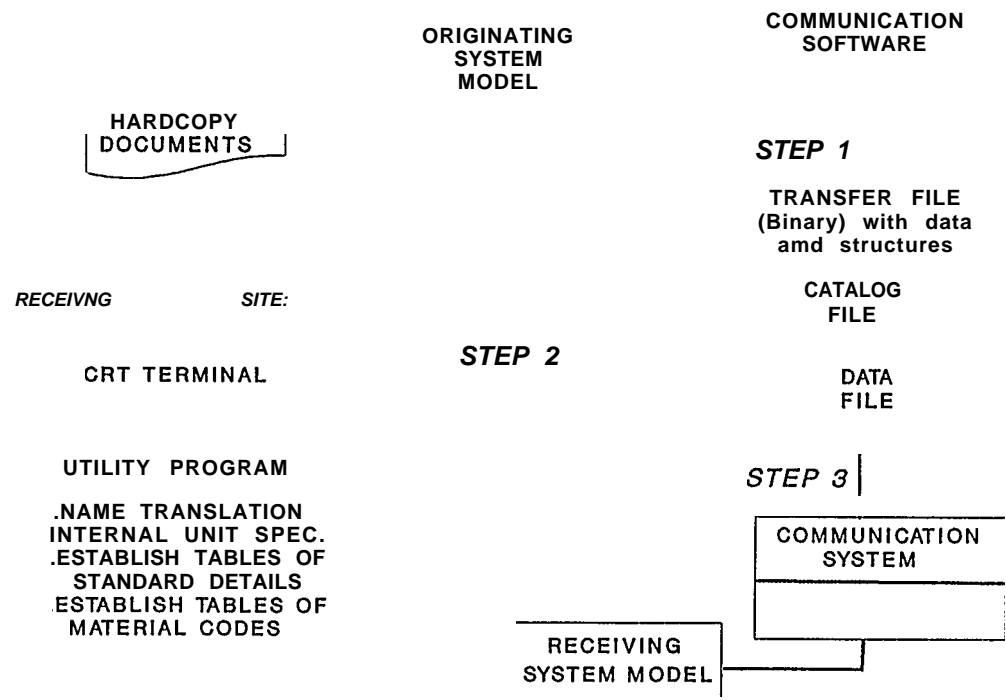 ORIGINATING
SYSTEM
MODEL
COMMUNICATION
SOFTWARE
HARDCOPY
DOCUMENTS
STEP 1
TRANSFER FILE
(Binary) with data
amd structures
RECEIVNG SITE:
CATALOG
FILE
STEP 2
CRT TERMINAL
DATA
FILE
UTILITY PROGRAM
.NAME TRANSLATION
INTERNAL UNIT SPEC.
.ESTABLISH TABLES OF
STANDARD DETAILS
.ESTABLISH TABLES OF
MATERIAL CODES
STEP 3
COMMUNICATION
SYSTEM
RECEIVING
SYSTEM MODEL